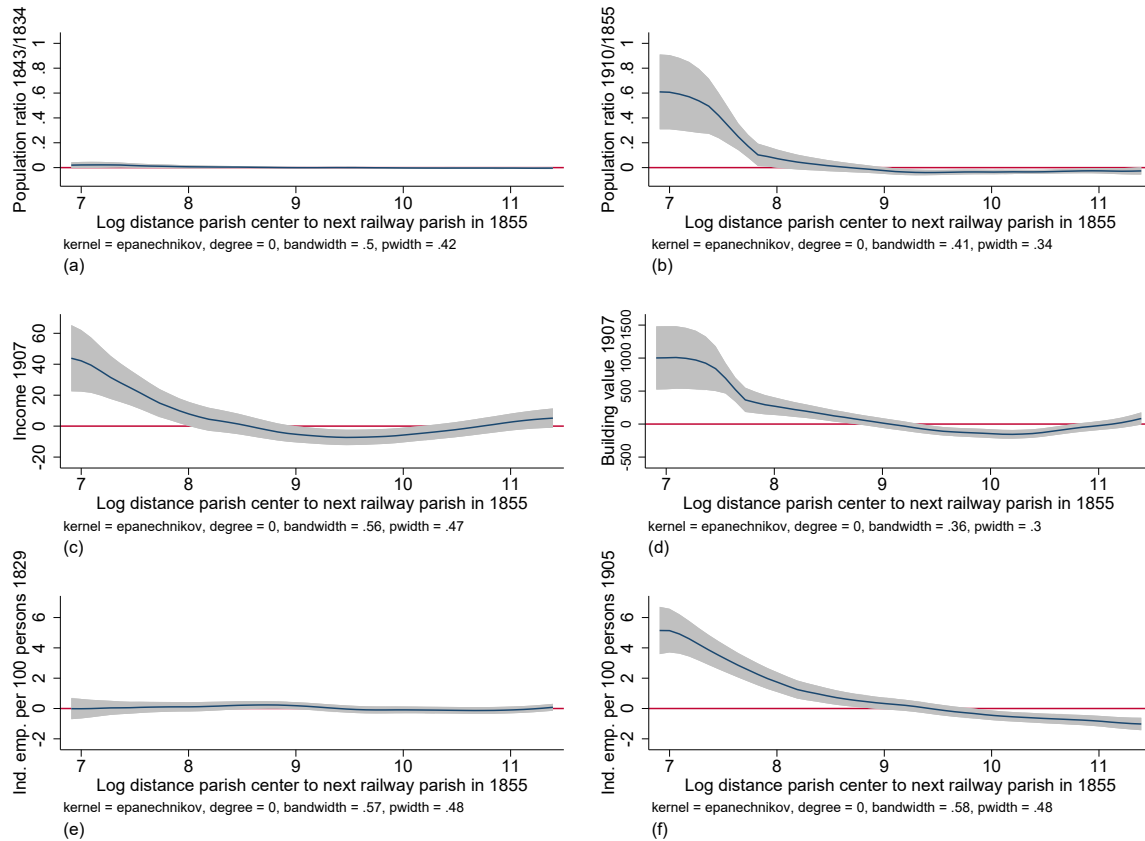 Population ratio 1843/1834
0 .2 .4 .6 .8 1
7 8 9 10 11
Log distance parish center to next railway parish in 1855
kernel = epanechnikov, degree = 0, bandwidth = .5, pwidth = .42
(a)
Population ratio 1910/1855
0 .2 .4 .6 .8 1
7 8 9 10 11
Log distance parish center to next railway parish in 1855
kernel = epanechnikov, degree = 0, bandwidth = .41, pwidth = .34
(b)
Income 1907
-20 0 20 40 60
7 8 9 10 11
Log distance parish center to next railway parish in 1855
kernel = epanechnikov, degree = 0, bandwidth = .56, pwidth = .47
(c)
Building value 1907
-500 0 500 1000 1500
7 8 9 10 11
Log distance parish center to next railway parish in 1855
kernel = epanechnikov, degree = 0, bandwidth = .36, pwidth = .3
(d)
Ind. emp. per 100 persons 1829
-2 0 2 4 6
7 8 9 10 11
Log distance parish center to next railway parish in 1855
kernel = epanechnikov, degree = 0, bandwidth = .57, pwidth = .48
(e)
Ind. emp. per 100 persons 1905
-2 0 2 4 6
7 8 9 10 11
Log distance parish center to next railway parish in 1855
kernel = epanechnikov, degree = 0, bandwidth = .58, pwidth = .48
(f)